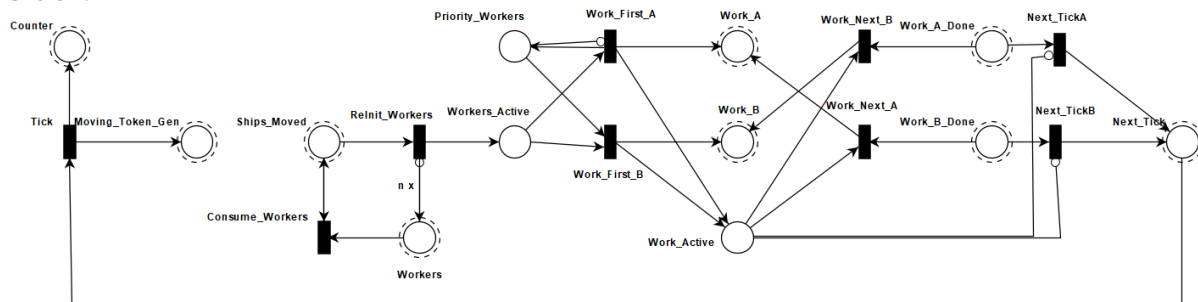 Counter
Priority_Workers
Work_First_A
Work_A
Work_Next_B
Work_A_Done
Next_TickA
Tick
Moving_Token_Gen
Ships_Moved
ReInit_Workers
Workers_Active
Work_B
Work_Next_A
Work_B_Done
Next_TickB
Next_Tick
Work_First_B
n x
Consume_Workers
Work_Active
Workers